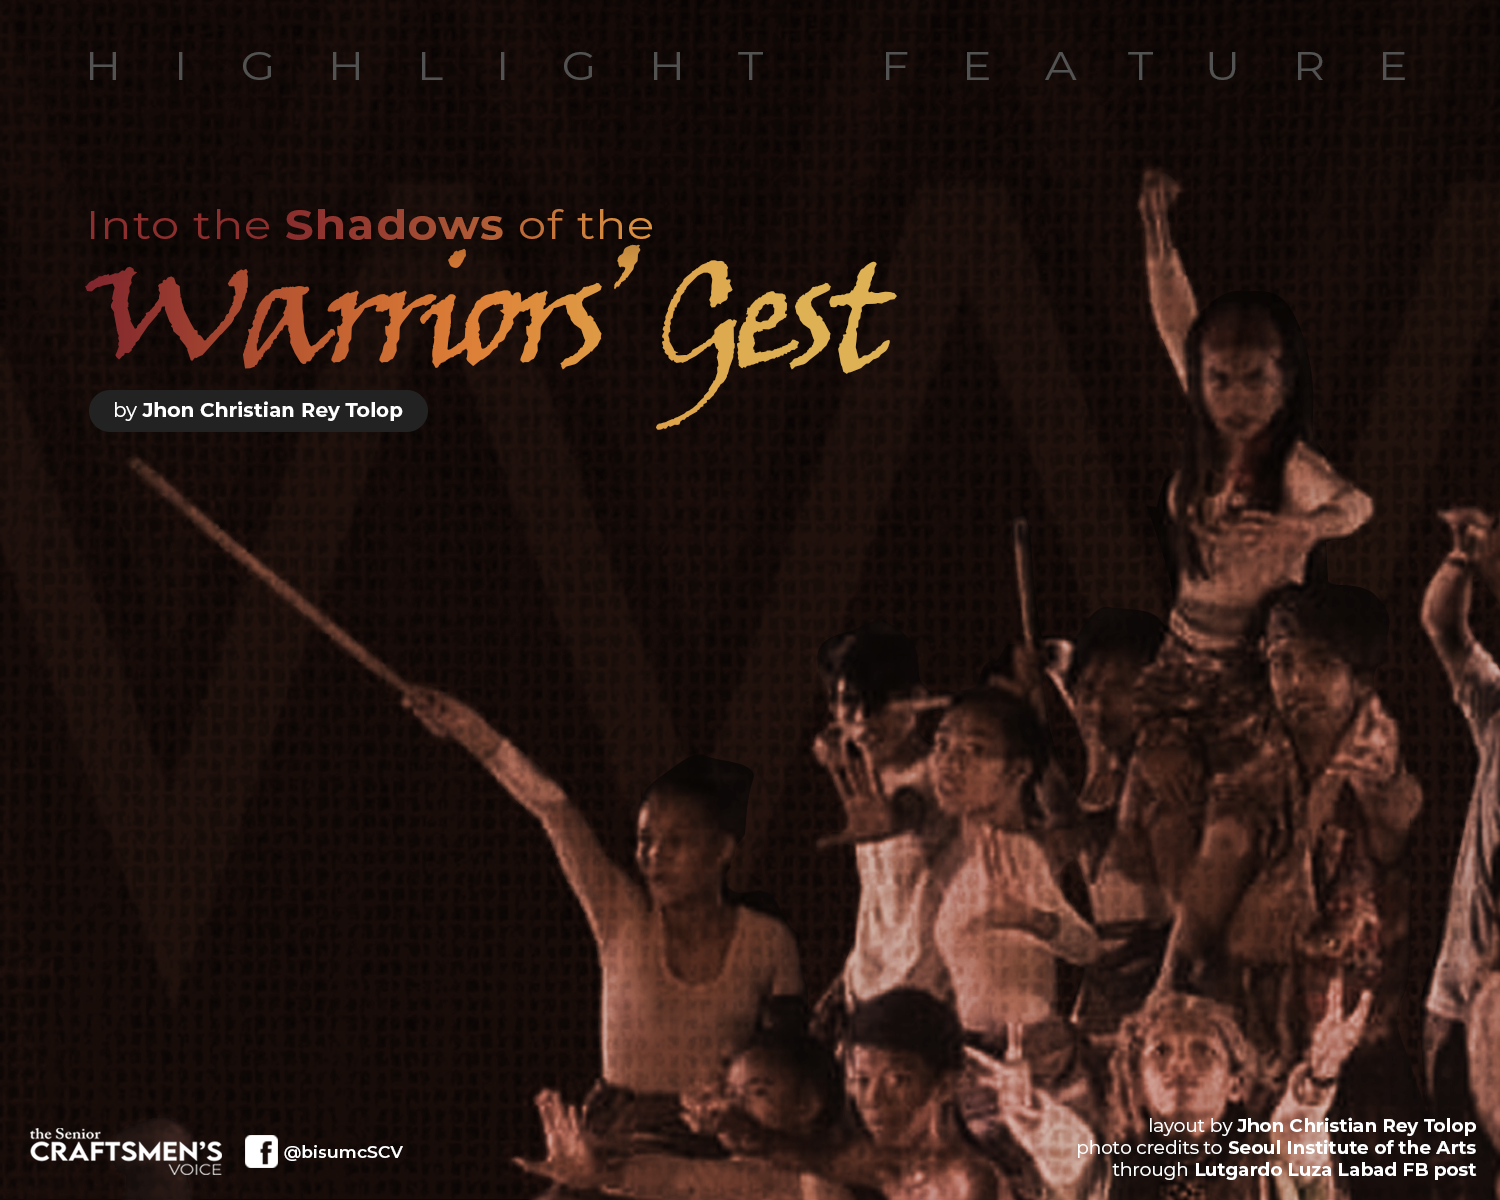 HIGHLIGHT FEATURE
Into the Shadows of the
Warriors' Gest
by Jhon Christian Rey Tolop
the Senior
CRAFTSMEN'S
VOICE
@bisumcSCV
layout by Jhon Christian Rey Tolop
photo credits to Seoul Institute of the Arts
through Lutgardo Luza Labad FB post